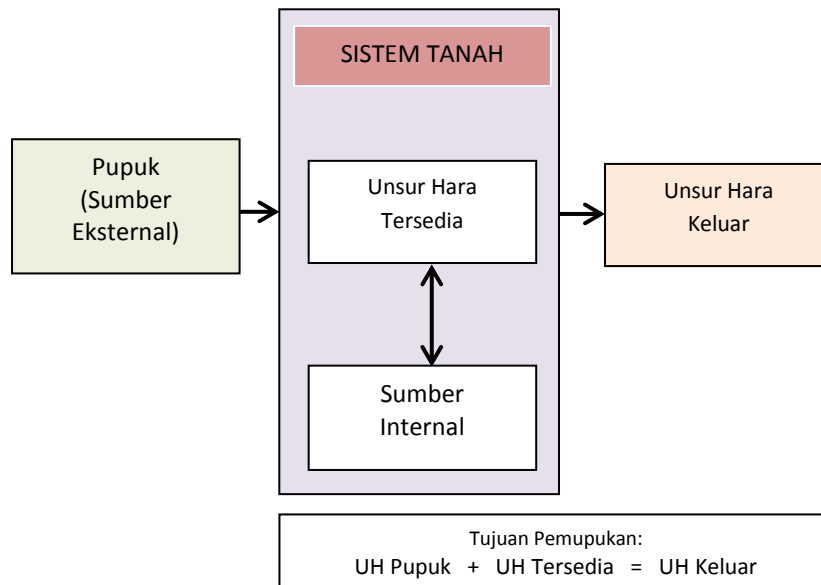 SISTEM TANAH
Pupuk
(Sumber
Eksternal)
Unsur Hara
Tersedia
Unsur Hara
Keluar
Sumber
Internal
Tujuan Pemupukan:
UH Pupuk + UH Tersedia = UH Keluar